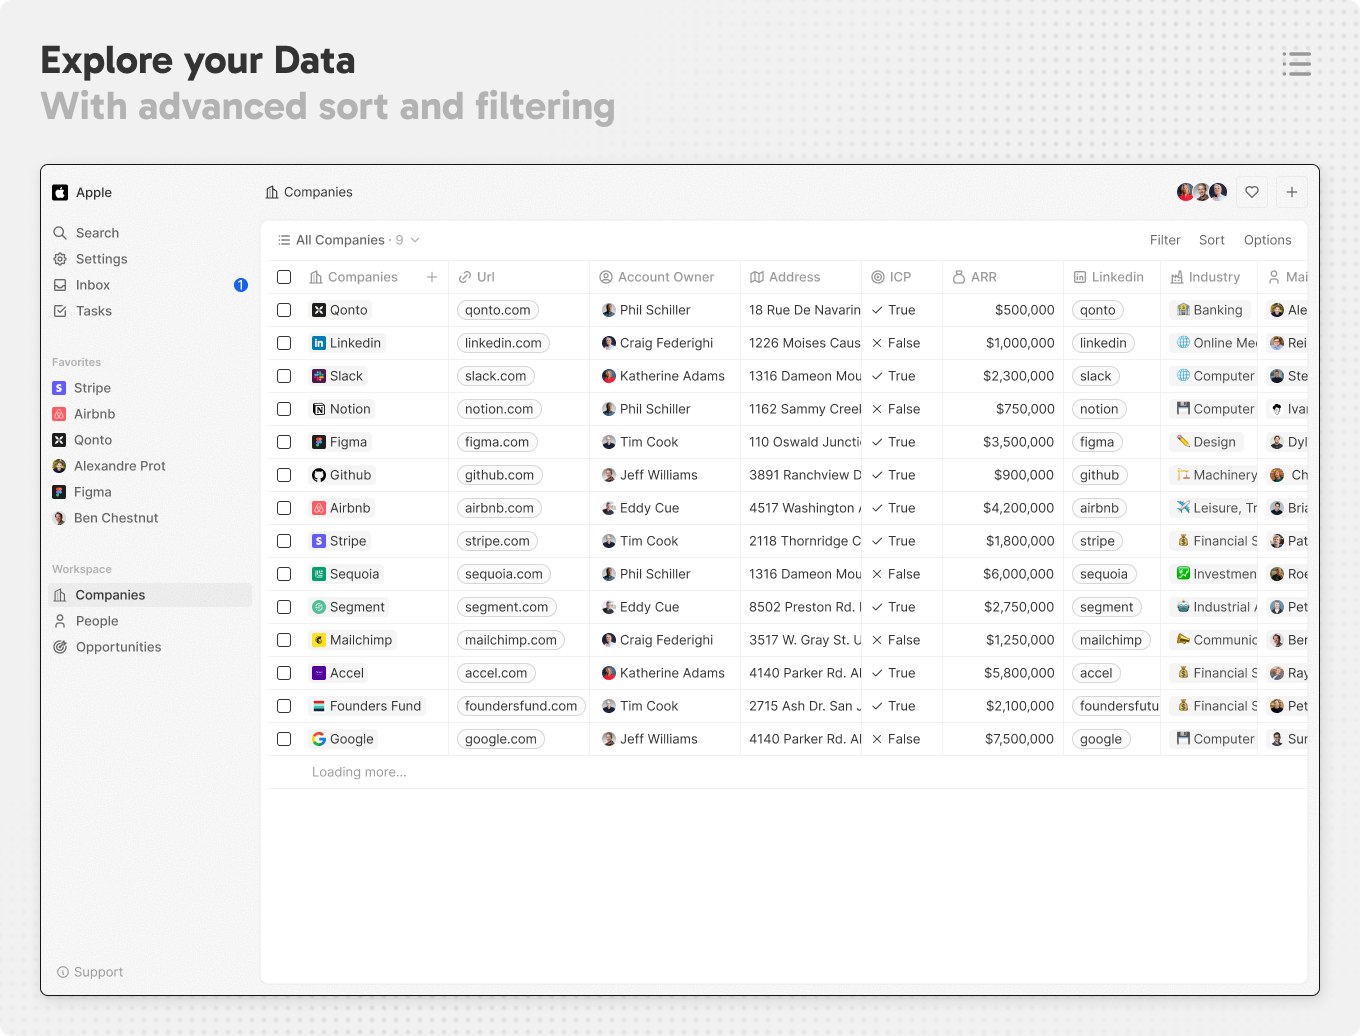 Explore your Data
With advanced sort and filtering
Apple
Companies
Search
Settings
Inbox 1
Tasks
Favorites
Stripe
Airbnb
Qonto
Alexandre Prot
Figma
Ben Chestnut
Workspace
Companies
People
Opportunities
Support
All Companies · 9 Filter Sort Options
Companies Url Account Owner Address ICP ARR Linkedin Industry Mai
Qonto qonto.com Phil Schiller 18 Rue De Navarin True $500,000 qonto Banking Ale
Linkedin linkedin.com Craig Federighi 1226 Moises Caus False $1,000,000 linkedin Online Me Rei
Slack slack.com Katherine Adams 1316 Dameon Mou True $2,300,000 slack Computer Ste
Notion notion.com Phil Schiller 1162 Sammy Creek False $750,000 notion Computer Ivan
Figma figma.com Tim Cook 110 Oswald Juncti True $3,500,000 figma Design Dyl
Github github.com Jeff Williams 3891 Ranchview D True $900,000 github Machinery Ch
Airbnb airbnb.com Eddy Cue 4517 Washington A True $4,200,000 airbnb Leisure, Tr Bria
Stripe stripe.com Tim Cook 2118 Thornridge C True $1,800,000 stripe Financial S Pat
Sequoia sequoia.com Phil Schiller 1316 Dameon Mou False $6,000,000 sequoia Investmen Roe
Segment segment.com Eddy Cue 8502 Preston Rd. True $2,750,000 segment Industrial A Pet
Mailchimp mailchimp.com Craig Federighi 3517 W. Gray St. U False $1,250,000 mailchimp Communic Ben
Accel accel.com Katherine Adams 4140 Parker Rd. Al True $5,800,000 accel Financial S Ray
Founders Fund foundersfund.com Tim Cook 2715 Ash Dr. San J True $2,100,000 foundersfutu Financial S Pet
Google google.com Jeff Williams 4140 Parker Rd. Al False $7,500,000 google Computer Sun
Loading more...